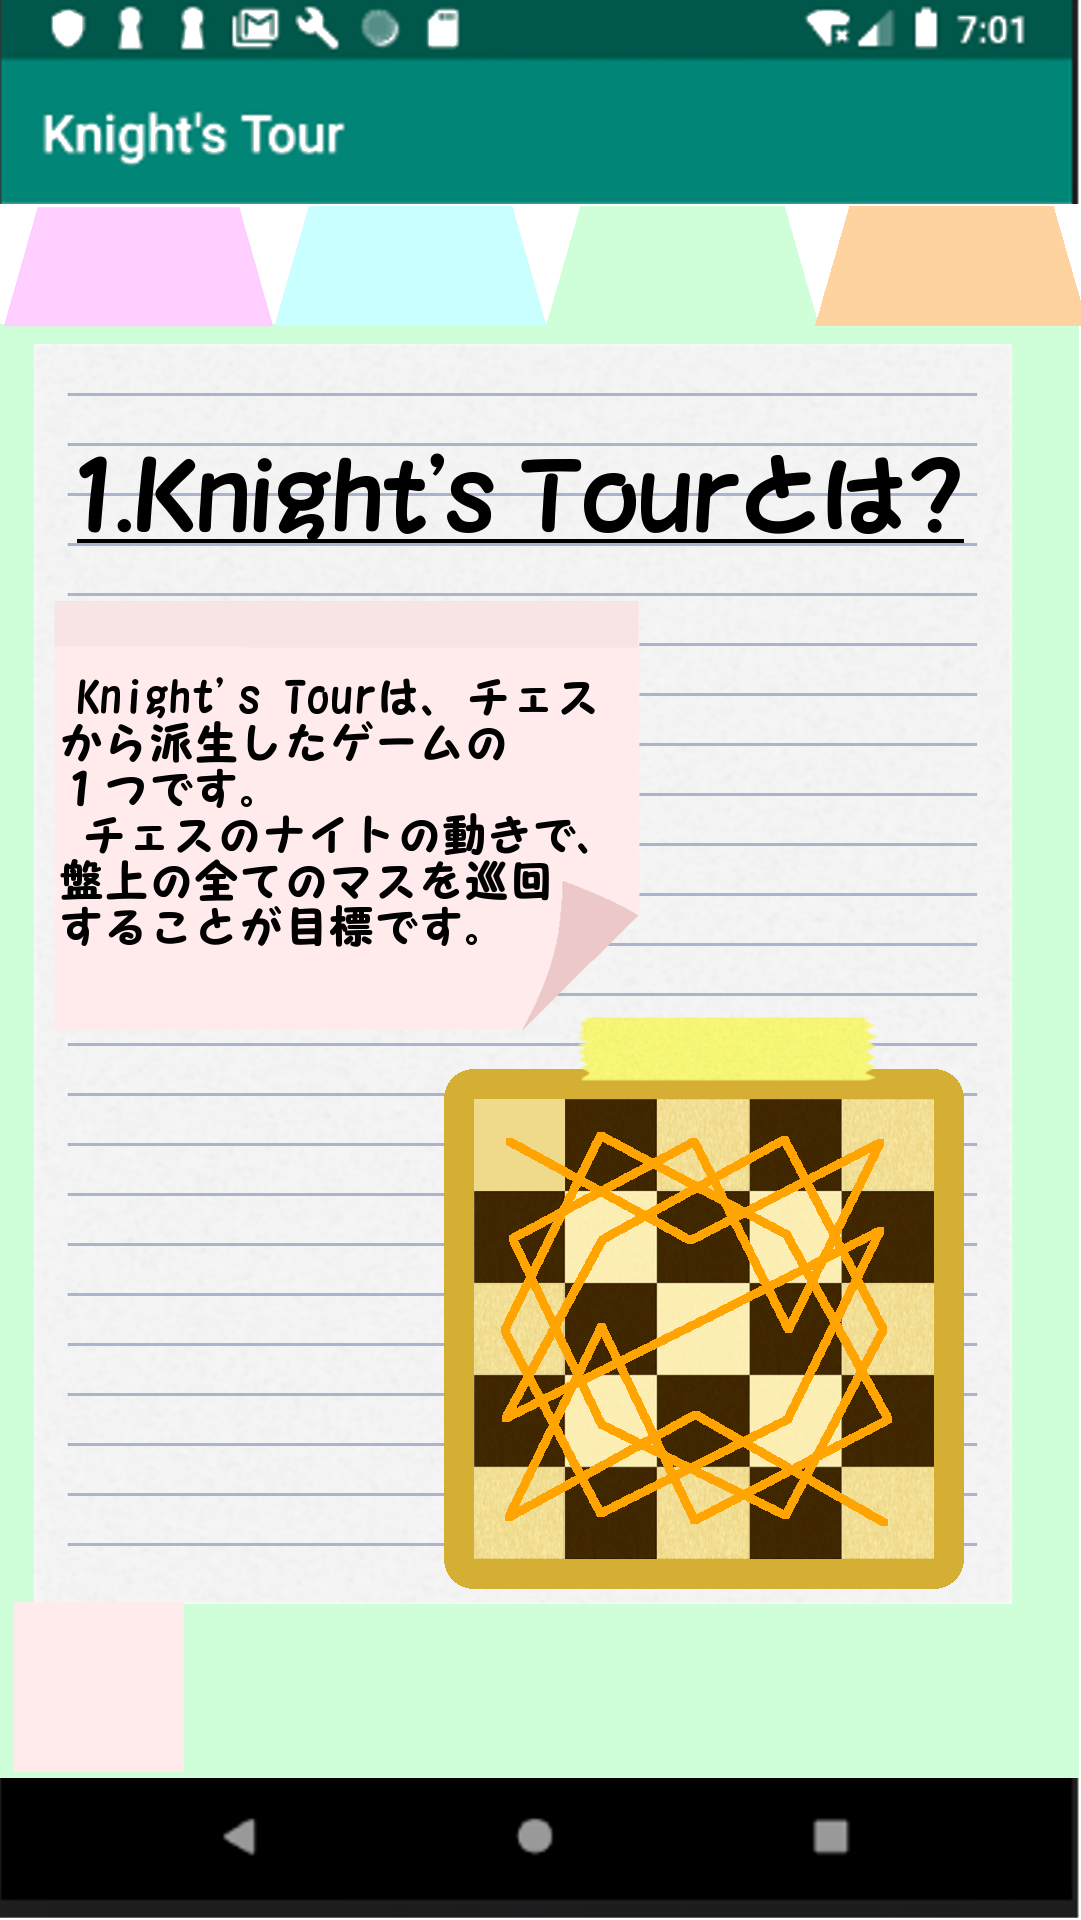 7:01
Knight's Tour
1.Knight’s Tourとは?
Knight’s Tourは、チェス
から派生したゲームの
１つです。
チェスのナイトの動きで、
盤上の全てのマスを巡回
することが目標です。